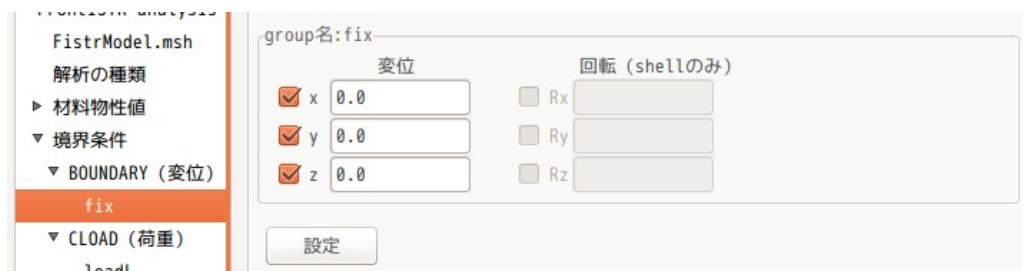 FistrModel.msh
解析の種類
材料物性値
境界条件
BOUNDARY (変位)
fix
CLOAD (荷重)
group名:fix
変位 回転 (shellのみ)
x 0.0 Rx
y 0.0 Ry
z 0.0 Rz
設定